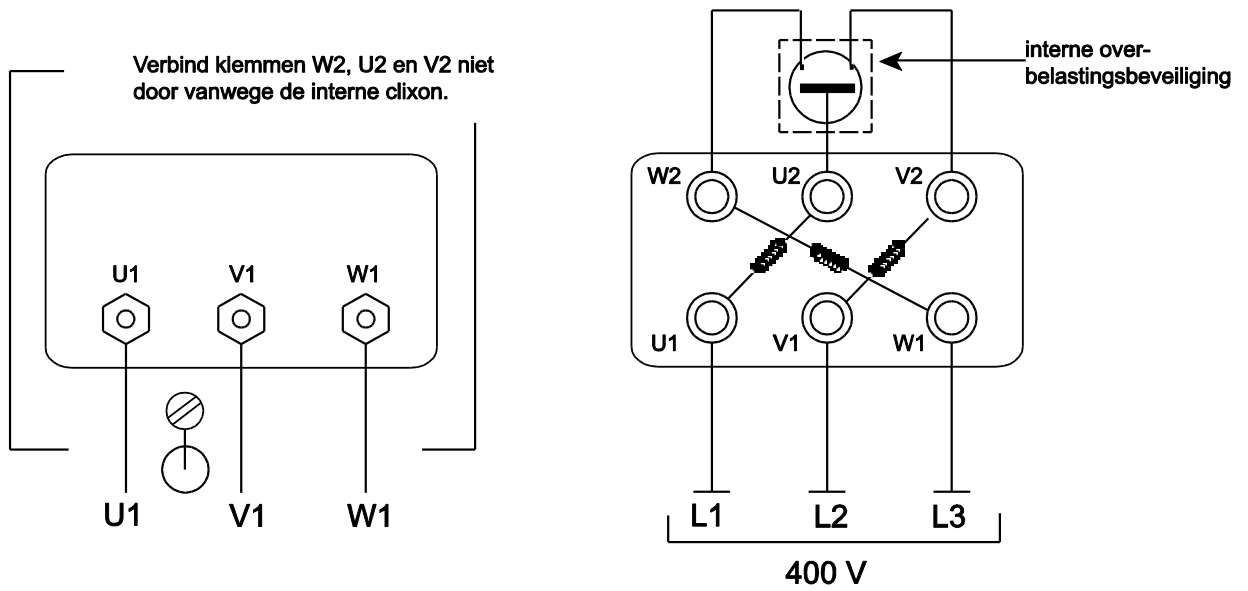 Verbind klemmen W2, U2 en V2 niet
door vanwege de interne clixon.
U1 V1 W1
U1 V1 W1
interne over-
belastingsbeveiliging
W2 U2 V2
U1 V1 W1
L1 L2 L3
400 V